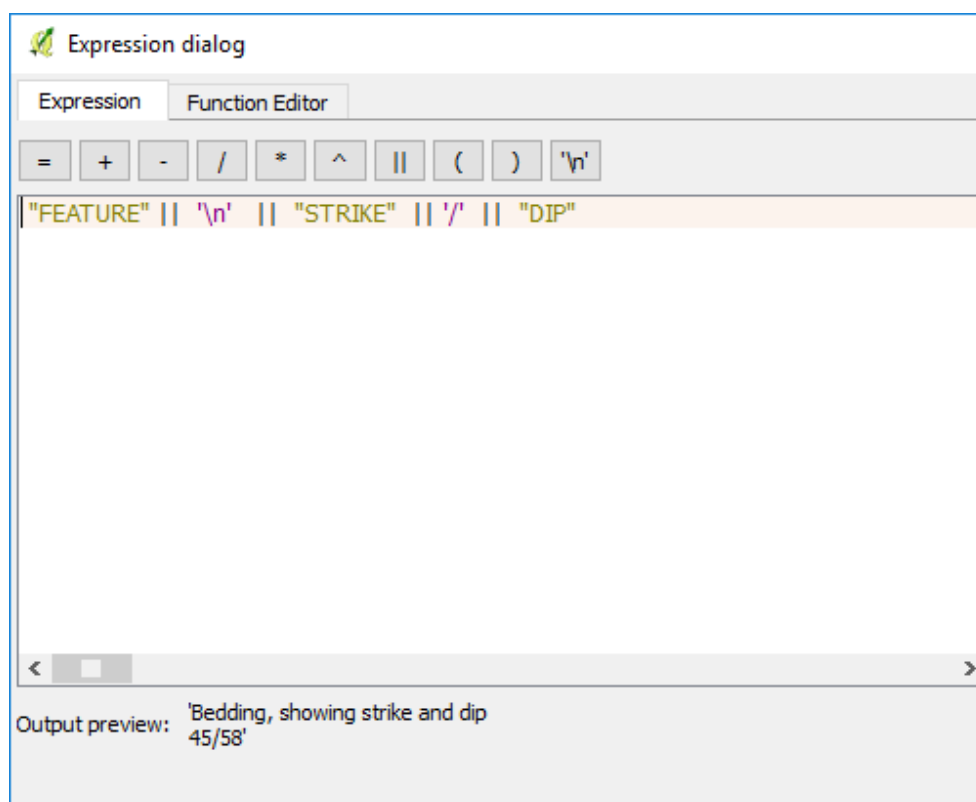 Expression dialog
Expression Function Editor
= + - / * ^ || ( ) '\n'
"FEATURE" || '\n' || "STRIKE" || '/' || "DIP"
Output preview: 'Bedding, showing strike and dip
45/58'